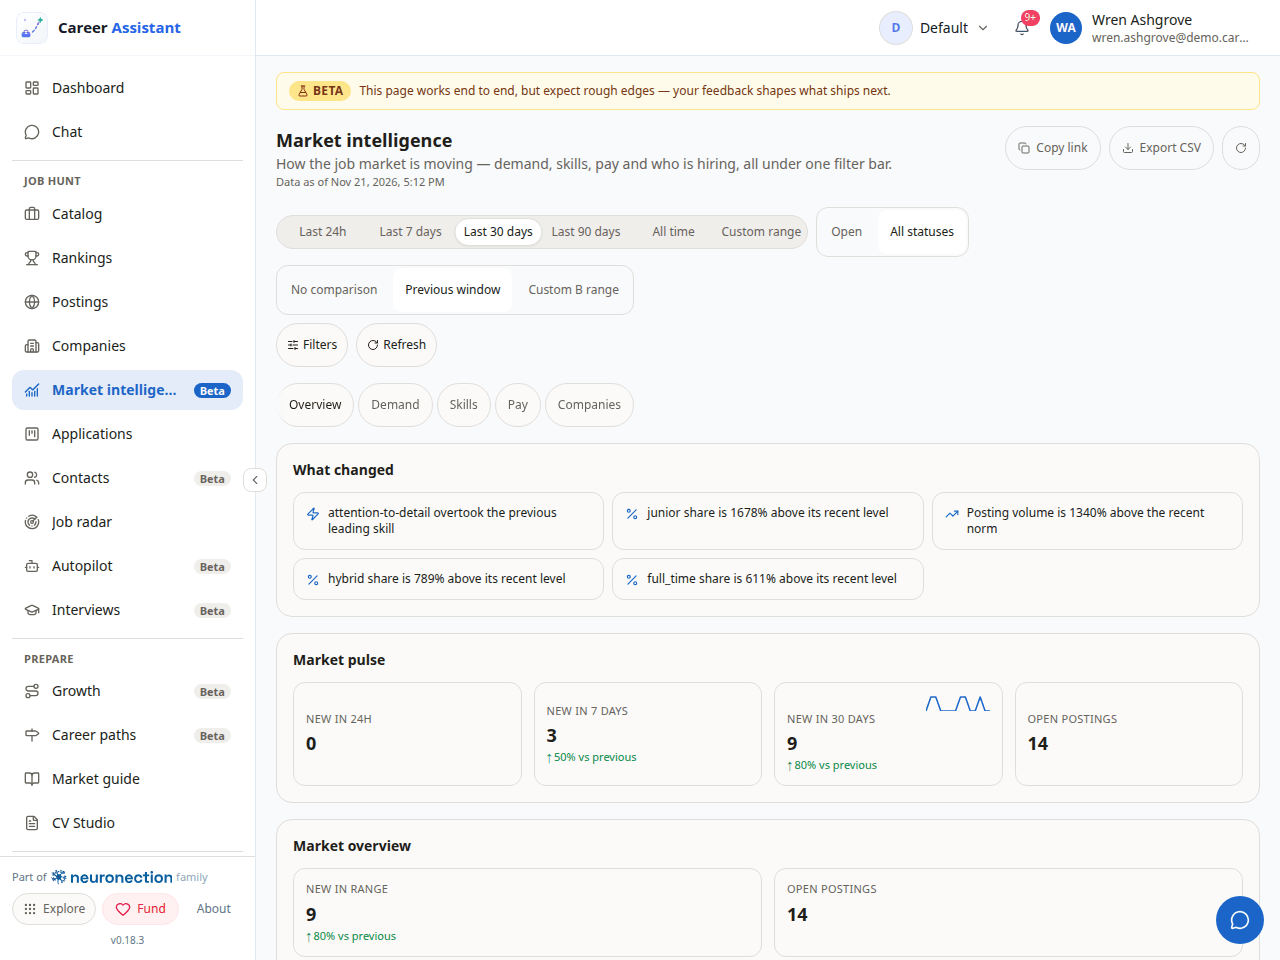 Career Assistant
D
Default
9+
WA
Wren Ashgrove
wren.ashgrove@demo.car...
Dashboard
Chat
JOB HUNT
Catalog
Rankings
Postings
Companies
Market intellige...
Beta
Applications
Contacts
Beta
Job radar
Autopilot
Beta
Interviews
Beta
PREPARE
Growth
Beta
Career paths
Beta
Market guide
CV Studio
Part of neuronection family
Explore
Fund
About
v0.18.3
BETA
This page works end to end, but expect rough edges — your feedback shapes what ships next.
Market intelligence
How the job market is moving — demand, skills, pay and who is hiring, all under one filter bar.
Data as of Nov 21, 2026, 5:12 PM
Copy link
Export CSV
Last 24h
Last 7 days
Last 30 days
Last 90 days
All time
Custom range
Open
All statuses
No comparison
Previous window
Custom B range
Filters
Refresh
Overview
Demand
Skills
Pay
Companies
What changed
attention-to-detail overtook the previous
leading skill
junior share is 1678% above its recent level
Posting volume is 1340% above the recent
norm
hybrid share is 789% above its recent level
full_time share is 611% above its recent level
Market pulse
NEW IN 24H
0
NEW IN 7 DAYS
3
↑ 50% vs previous
NEW IN 30 DAYS
9
↑ 80% vs previous
OPEN POSTINGS
14
Market overview
NEW IN RANGE
9
↑ 80% vs previous
OPEN POSTINGS
14